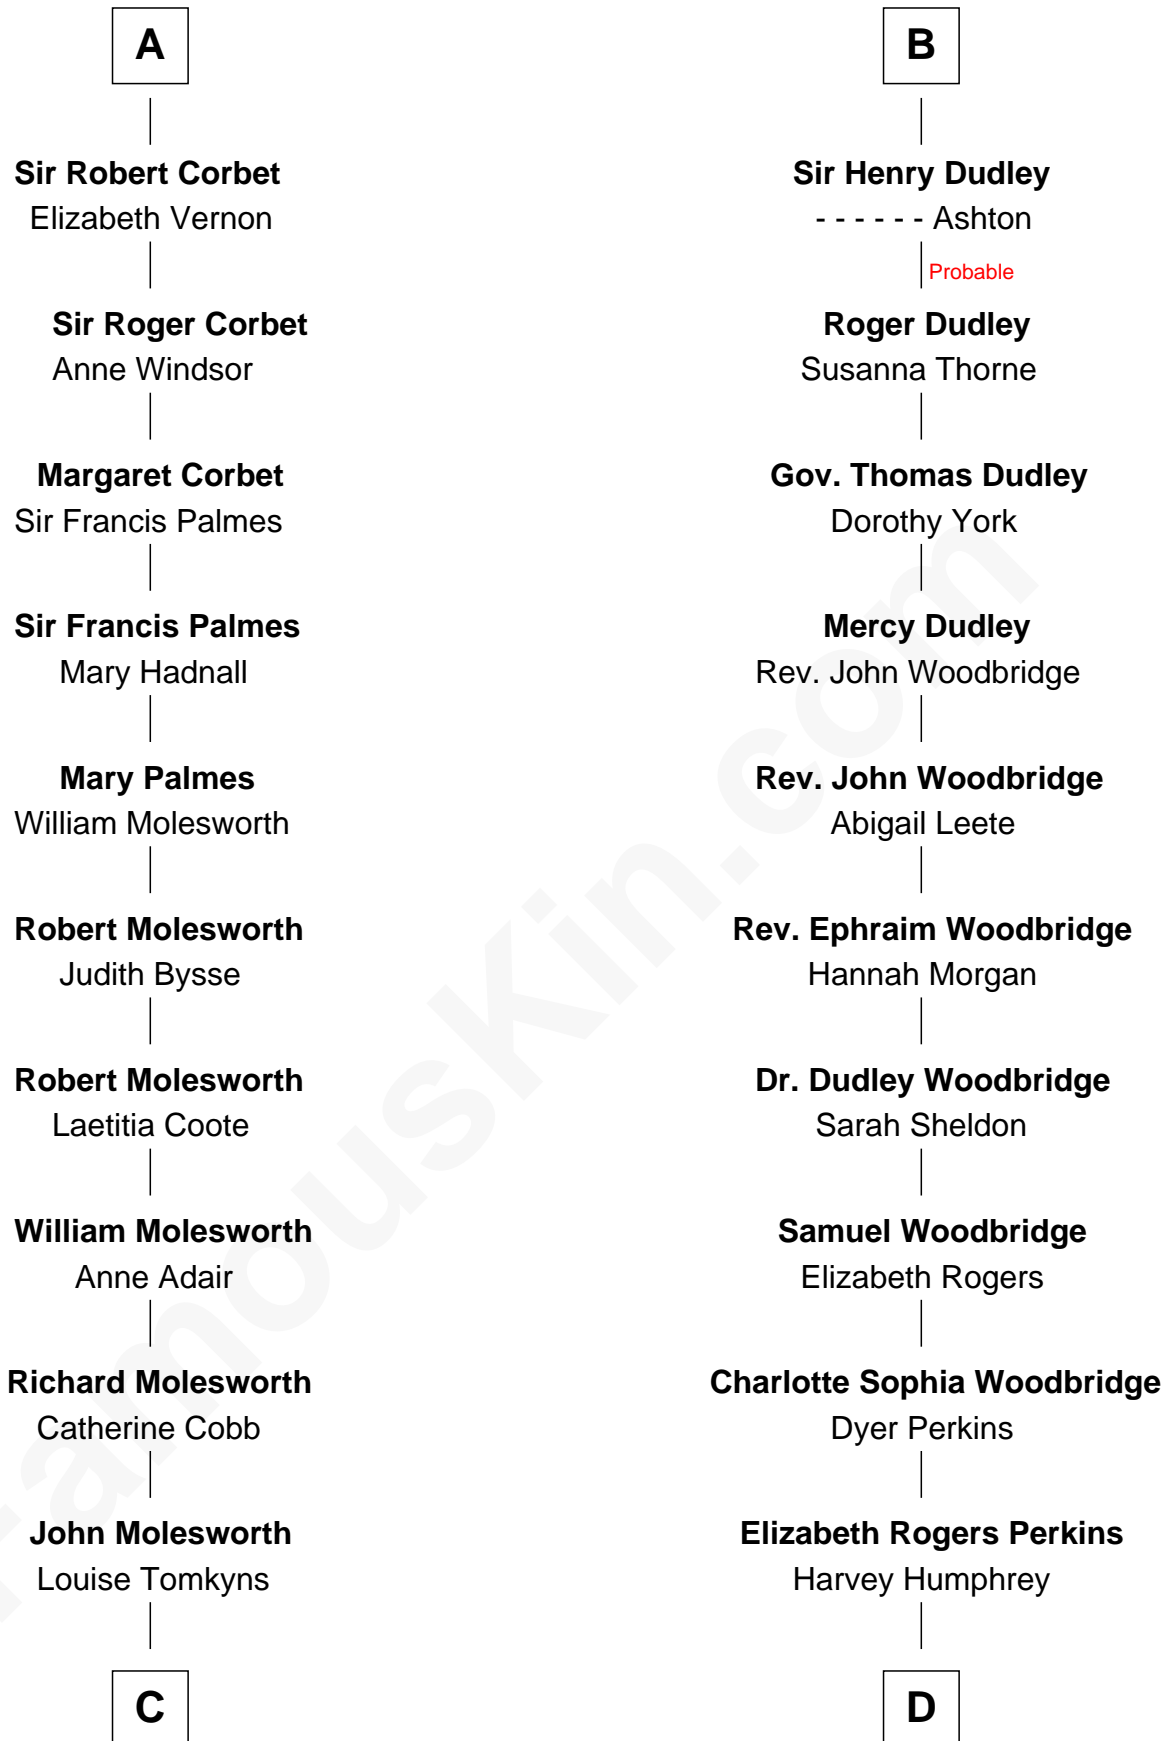 A
Sir Robert Corbet
Elizabeth Vernon
Sir Roger Corbet
Anne Windsor
Margaret Corbet
Sir Francis Palmes
Sir Francis Palmes
Mary Hadnall
Mary Palmes
William Molesworth
Robert Molesworth
Judith Bysse
Robert Molesworth
Laetitia Coote
William Molesworth
Anne Adair
Richard Molesworth
Catherine Cobb
John Molesworth
Louise Tomkyns
C
B
Sir Henry Dudley
- - - - - - Ashton
Probable
Roger Dudley
Susanna Thorne
Gov. Thomas Dudley
Dorothy York
Mercy Dudley
Rev. John Woodbridge
Rev. John Woodbridge
Abigail Leete
Rev. Ephraim Woodbridge
Hannah Morgan
Dr. Dudley Woodbridge
Sarah Sheldon
Samuel Woodbridge
Elizabeth Rogers
Charlotte Sophia Woodbridge
Dyer Perkins
Elizabeth Rogers Perkins
Harvey Humphrey
D
FamousKin.com